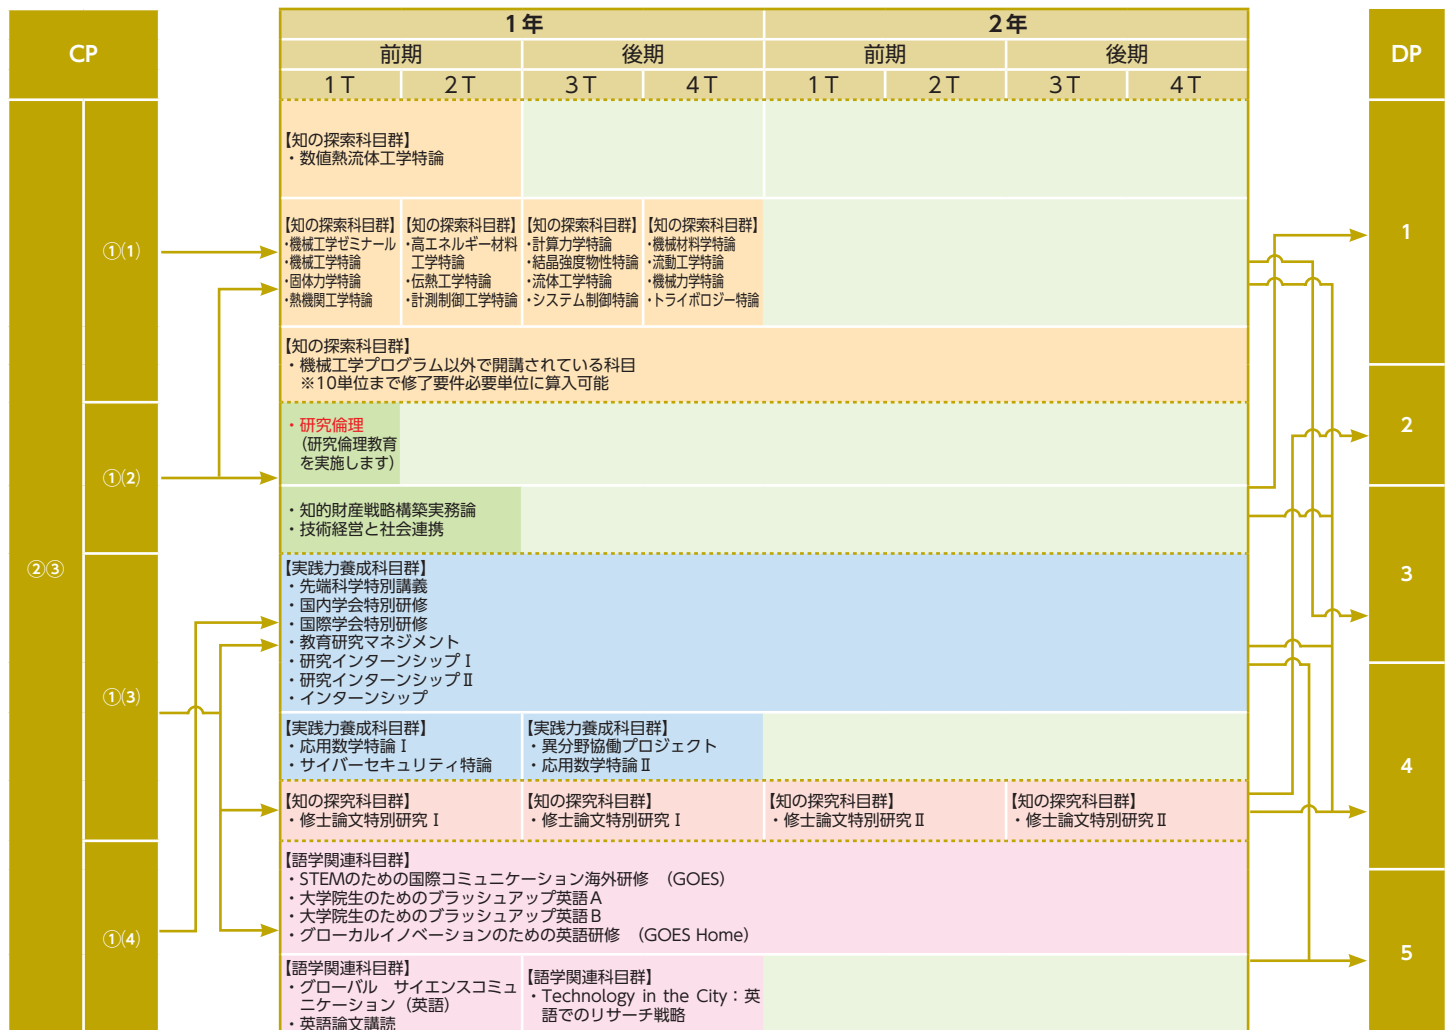 CP
1年
2年
DP
前期
後期
前期
後期
1T
2T
3T
4T
1T
2T
3T
4T
②③
①(1)
①(2)
①(3)
①(4)
【知の探索科目群】
・数値熱流体工学特論
【知の探索科目群】
・機械工学ゼミナール
・機械工学特論
・固体力学特論
・熱機関工学特論
【知の探索科目群】
・高エネルギー材料
工学特論
・伝熱工学特論
・計測制御工学特論
【知の探索科目群】
・計算力学特論
・結晶強度物性特論
・流体工学特論
・システム制御特論
【知の探索科目群】
・機械材料学特論
・流動工学特論
・機械力学特論
・トライボロジー特論
【知の探索科目群】
・機械工学プログラム以外で開講されている科目
※10単位まで修了要件必要単位に算入可能
・研究倫理
（研究倫理教育
を実施します）
・知的財産戦略構築実務論
・技術経営と社会連携
【実践力養成科目群】
・先端科学特別講義
・国内学会特別研修
・国際学会特別研修
・教育研究マネジメント
・研究インターンシップⅠ
・研究インターンシップⅡ
・インターンシップ
【実践力養成科目群】
・応用数学特論Ⅰ
・サイバーセキュリティ特論
【実践力養成科目群】
・異分野協働プロジェクト
・応用数学特論Ⅱ
【知の探究科目群】
・修士論文特別研究Ⅰ
【知の探究科目群】
・修士論文特別研究Ⅰ
【知の探究科目群】
・修士論文特別研究Ⅱ
【知の探究科目群】
・修士論文特別研究Ⅱ
【語学関連科目群】
・STEMのための国際コミュニケーション海外研修　（GOES）
・大学院生のためのブラッシュアップ英語A
・大学院生のためのブラッシュアップ英語B
・グローカルイノベーションのための英語研修　（GOES Home）
【語学関連科目群】
・グローバル　サイエンスコミュ
ニケーション（英語）
・英語論文講読
【語学関連科目群】
・Technology in the City：英
語でのリサーチ戦略
1
2
3
4
5